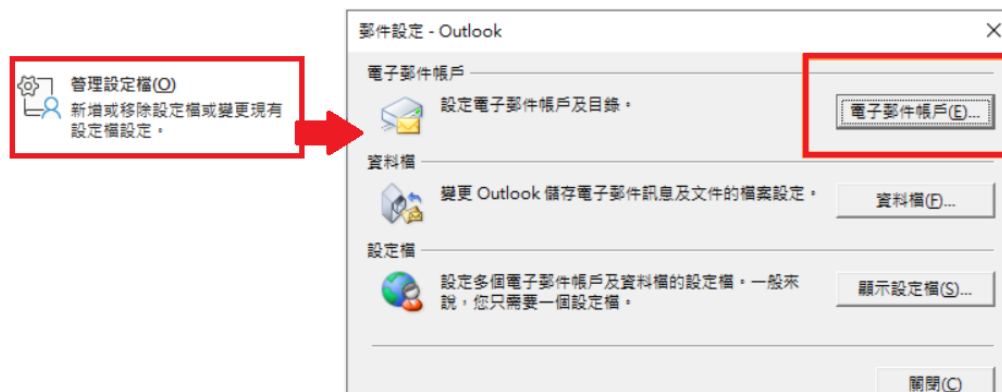 管理設定檔(O)
新增或移除設定檔或變更現有
設定檔設定。
郵件設定 - Outlook
電子郵件帳戶
設定電子郵件帳戶及目錄。
電子郵件帳戶(E)...
資料檔
變更 Outlook 儲存電子郵件訊息及文件的檔案設定。
資料檔(F)...
設定檔
設定多個電子郵件帳戶及資料檔的設定檔。一般來
說，您只需要一個設定檔。
顯示設定檔(S)...
關閉(C)